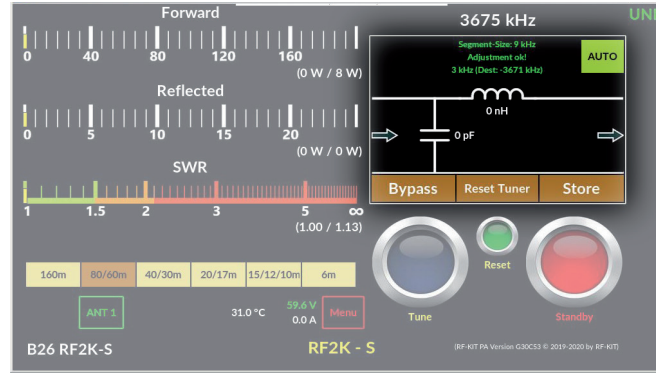 Forward
0 40 80 120 160
(0 W / 8 W)
Reflected
0 5 10 15 20
(0 W / 0 W)
SWR
1 1.5 2 3 5 ∞
(1.00 / 1.13)
160m 80/60m 40/30m 20/17m 15/12/10m 6m
ANT 1
31.0 °C
59.6 V
0.0 A
Menu
B26 RF2K-S
RF2K - S
3675 kHz
UNI
Segment-Size: 9 kHz
Adjustment ok!
3 kHz (Dest: -3671 kHz)
AUTO
0 nH
0 pF
Bypass Reset Tuner Store
Tune
Reset
Standby
(RF-KIT PA Version G30C53 © 2019-2020 by RF-KIT)